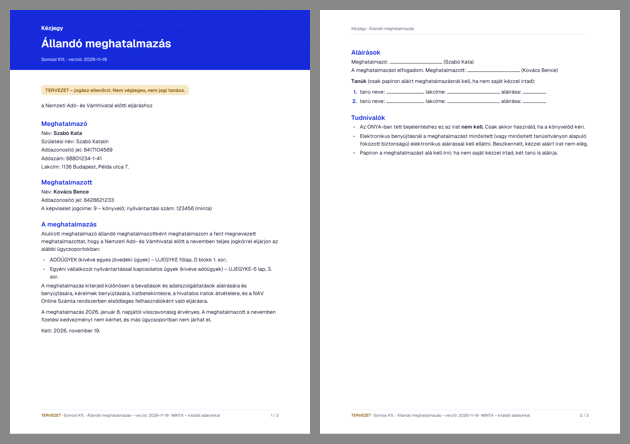 Kézjegy
Állandó meghatalmazás
Somosi Kft. · verzió: 2026-11-19
TERVEZET – jogász ellenőrzi. Nem végleges, nem jogi tanács.
a Nemzeti Adó- és Vámhivatal előtti eljáráshoz
Meghatalmazó
Név: Szabó Kata
Születési név: Szabó Katalin
Adóazonosító jel: 8417104569
Adószám: 68801234-1-41
Lakcím: 1136 Budapest, Példa utca 7.
Meghatalmazott
Név: Kovács Bence
Adóazonosító jel: 8428621233
A képviselet jogcíme: 9 – könyvelő; nyilvántartási szám: 123456 (minta)
A meghatalmazás
Alulírott meghatalmazó állandó meghatalmazottként meghatalmazom a fent megnevezett
meghatalmazottat, hogy a Nemzeti Adó- és Vámhivatal előtt a nevemben teljes jogkörrel eljárjon az
alábbi ügycsoportokban:
• ADÓÜGYEK (kivéve egyes jövedéki ügyek) – UJEGYKE főlap, D blokk 1. sor;
• Egyéni vállalkozói nyilvántartással kapcsolatos ügyek (kivéve adóügyek) – UJEGYKE-5 lap, 3.
sor.
A meghatalmazás kiterjed különösen a bevallások és adatszolgáltatások aláírására és
benyújtására, kérelmek benyújtására, iratbetekintésre, a hivatalos iratok átvételére, és a NAV
Online Számla rendszerben elsődleges felhasználóként való eljárásra.
A meghatalmazás 2026. január 8. napjától visszavonásig érvényes. A meghatalmazott a nevemben
fizetési kedvezményt nem kérhet, és más ügycsoportban nem járhat el.
Kelt: 2026. november 19.
TERVEZET · Somosi Kft. · Állandó meghatalmazás – verzió: 2026-11-19 · MINTA – kitalált adatokkal
1 / 2
Kézjegy · Állandó meghatalmazás
Aláírások
Meghatalmazó: (Szabó Kata)
A meghatalmazást elfogadom. Meghatalmazott: (Kovács Bence)
Tanúk (csak papíron aláírt meghatalmazásnál kell, ha nem saját kézzel írtad):
1. tanú neve: lakcíme: aláírása:
2. tanú neve: lakcíme: aláírása:
Tudnivalók
• Az ONYA-ban tett bejelentéshez ez az irat nem kell. Csak akkor használd, ha a könyvelőd kéri.
• Elektronikus benyújtásnál a meghatalmazást minősített (vagy minősített tanúsítványon alapuló
fokozott biztonságú) elektronikus aláírással kell ellátni. Beszkennelt, kézzel aláírt irat nem elég.
• Papíron a meghatalmazást alá kell írni; ha nem saját kézzel írtad, két tanú is aláírja.
TERVEZET · Somosi Kft. · Állandó meghatalmazás – verzió: 2026-11-19 · MINTA – kitalált adatokkal
2 / 2